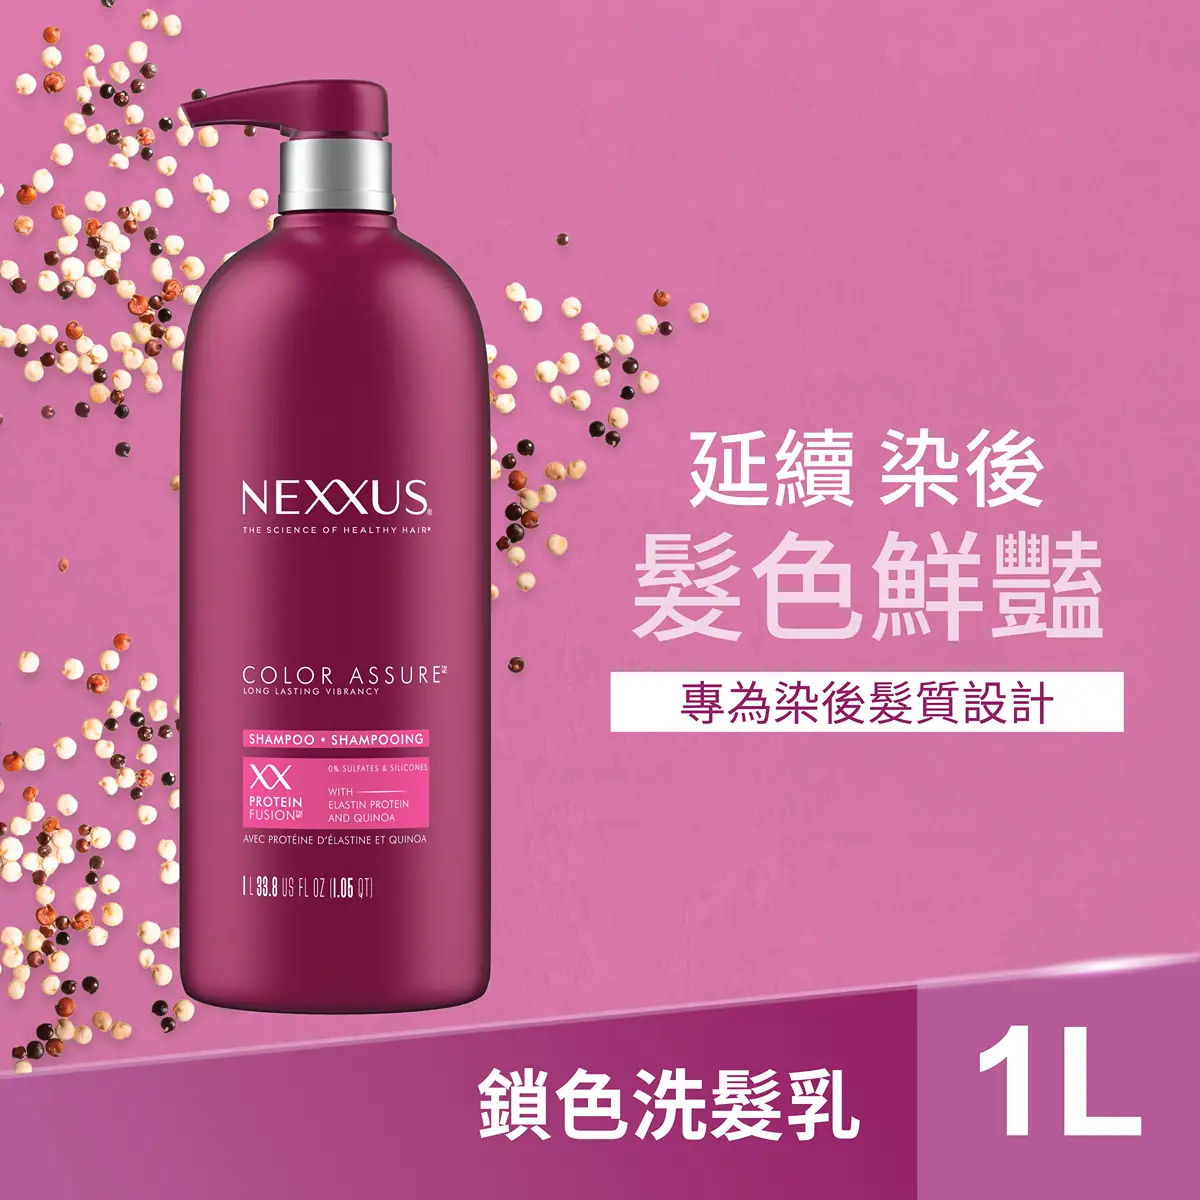 NEXXUS®
THE SCIENCE OF HEALTHY HAIR®
COLOR ASSURE
LONG LASTING VIBRANCY
SHAMPOO • SHAMPOOING
XX
PROTEIN
FUSION
0% SULFATES & SILICONES
WITH
ELASTIN PROTEIN
AND QUINOA
AVEC PROTÉINE D'ÉLASTINE ET QUINOA
1 L 33.8 US FL OZ (1.05 QT)
延續 染後
髮色鮮豔
專為染後髮質設計
鎖色洗髮乳
1L